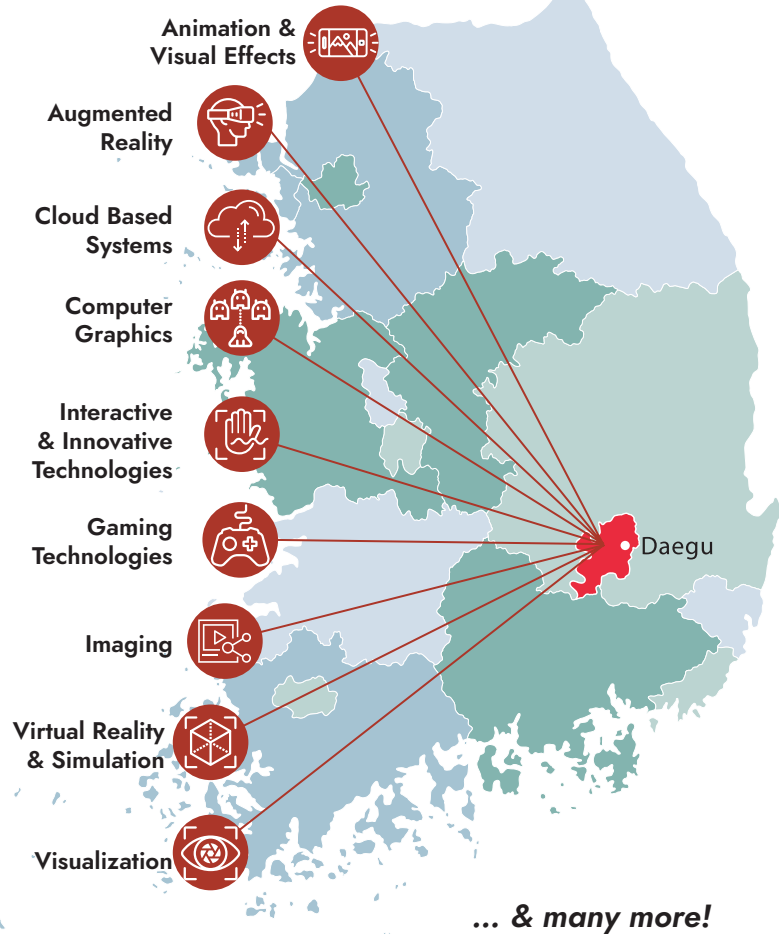 Animation &
Visual Effects
Augmented
Reality
Cloud Based
Systems
Computer
Graphics
Interactive
& Innovative
Technologies
Gaming
Technologies
Daegu
Imaging
Virtual Reality
& Simulation
Visualization
... & many more!